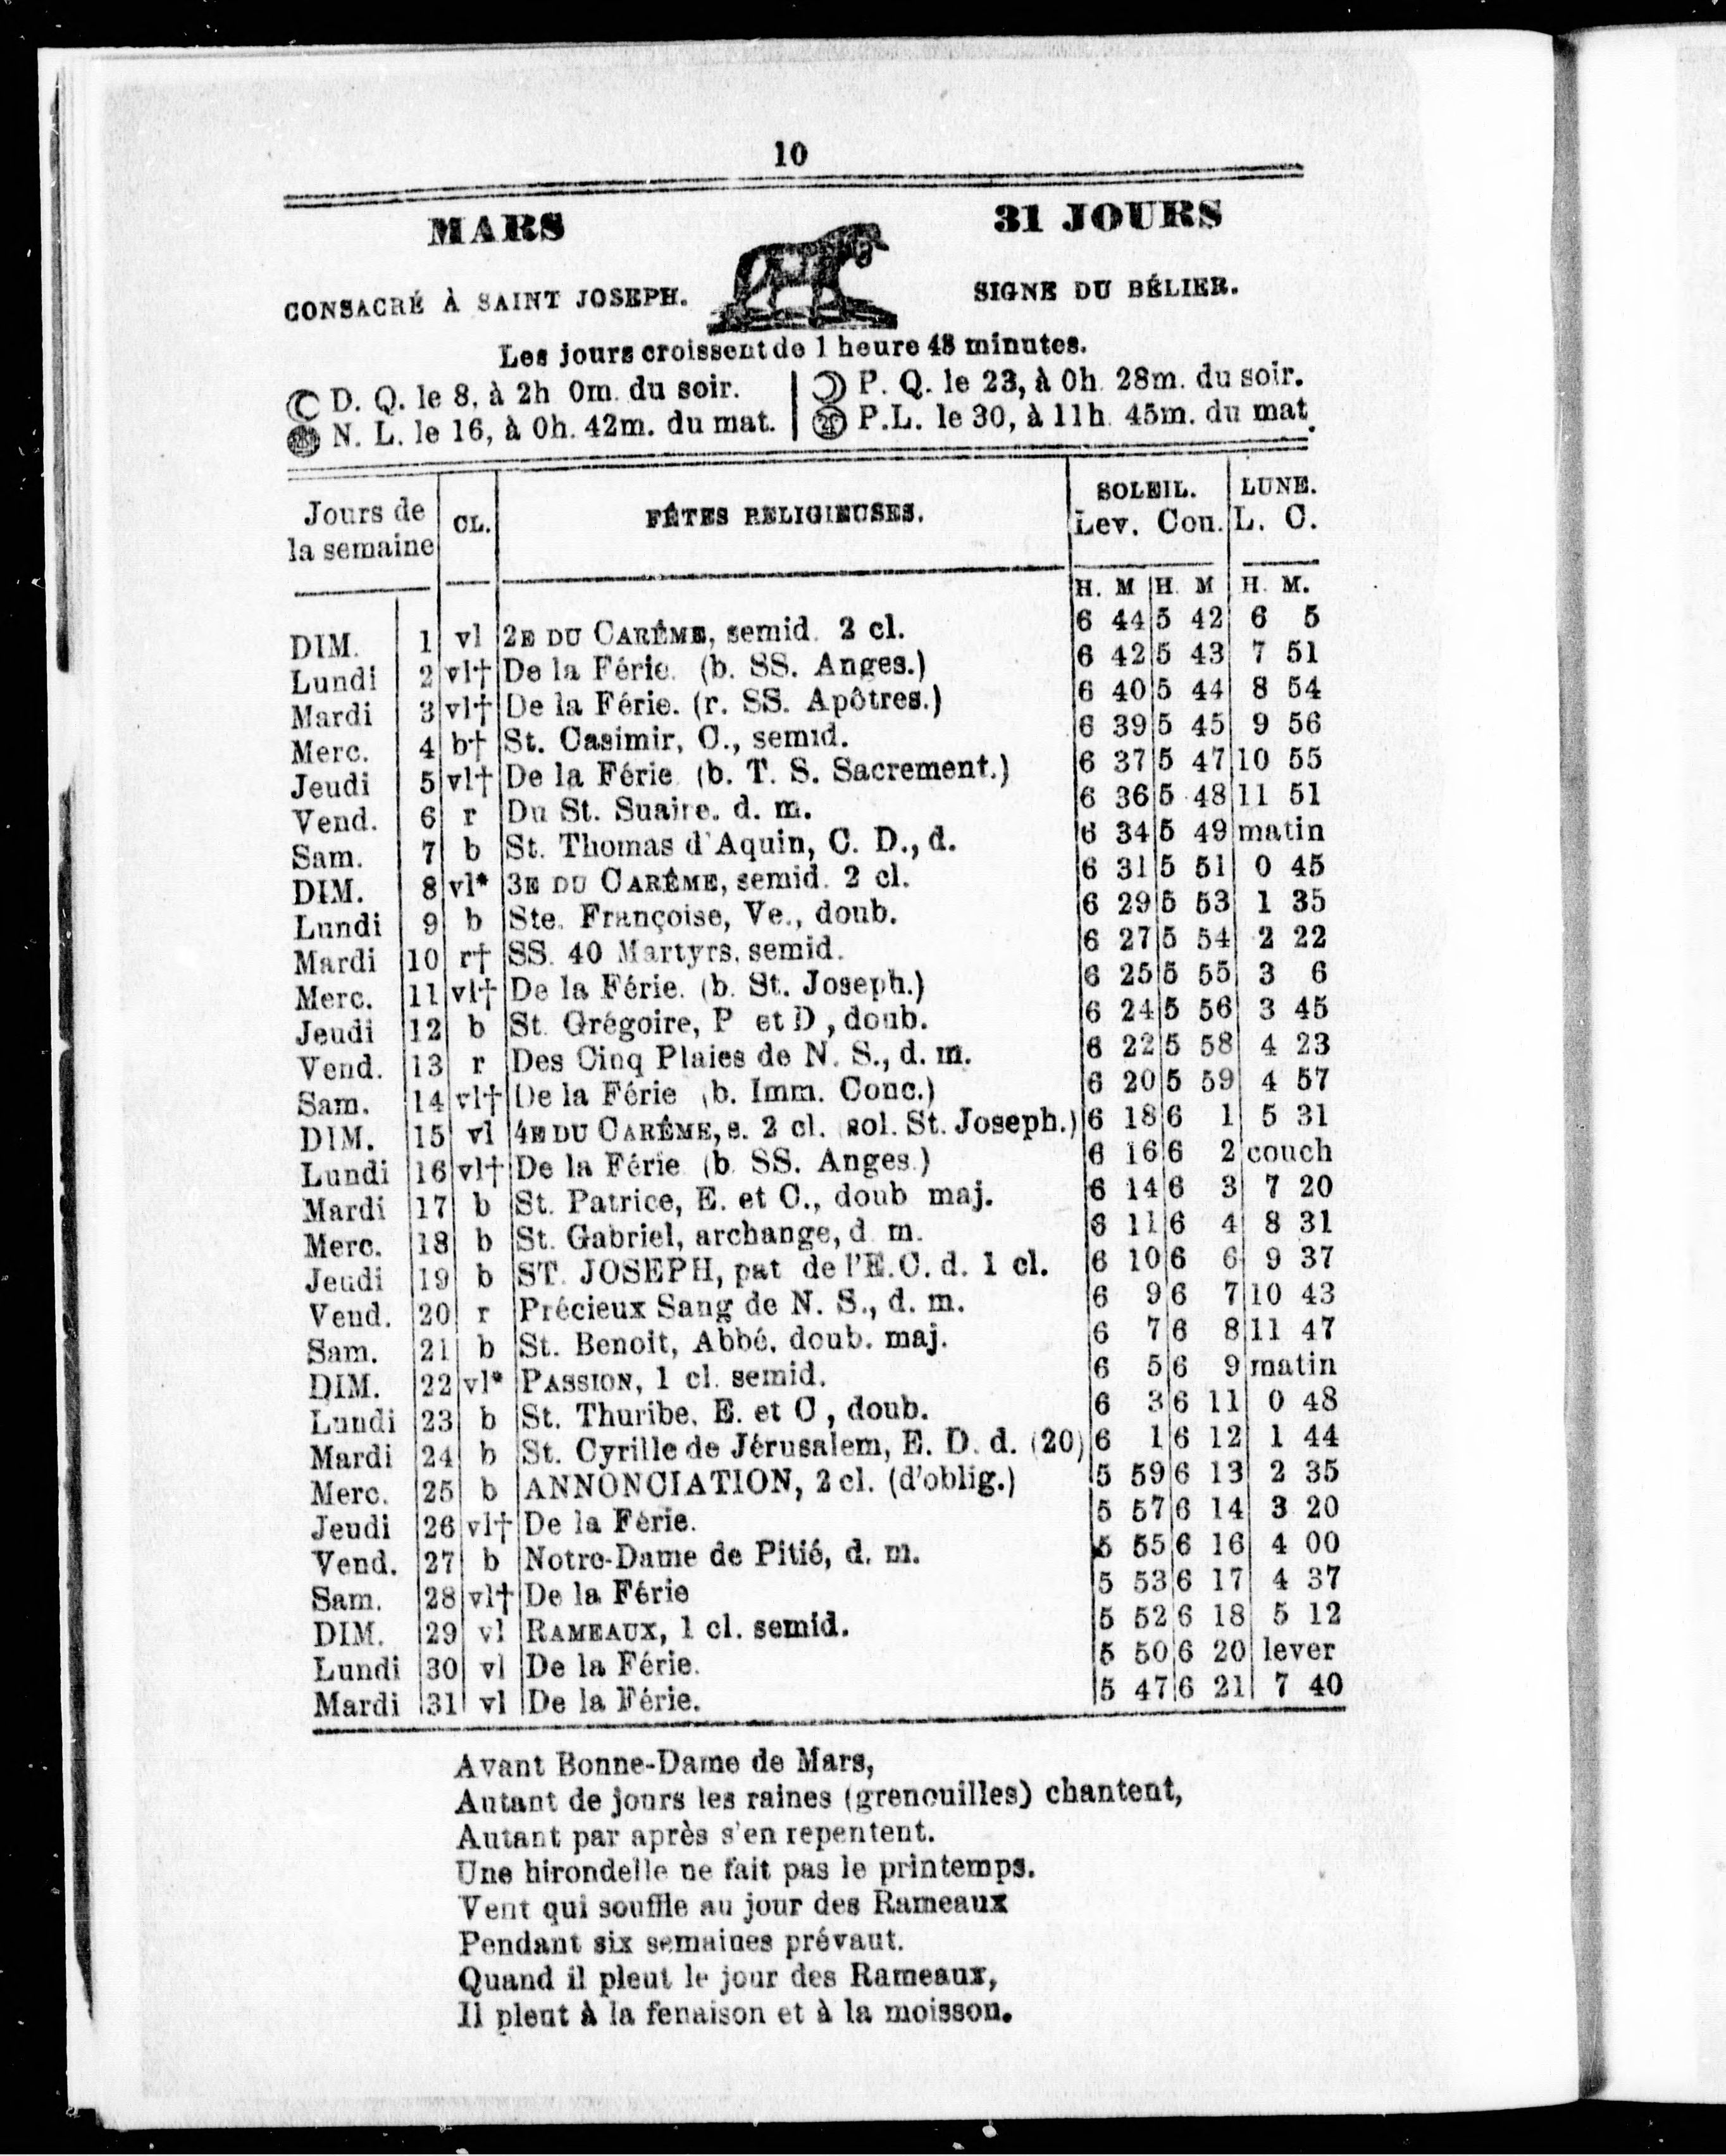 10
MARS 31 JOURS
CONSACRÉ À SAINT JOSEPH. SIGNE DU BÉLIER.
Les jours croissent de 1 heure 48 minutes.
D. Q. le 8, à 2h 0m. du soir. P. Q. le 23, à 0h. 28m. du soir.
N. L. le 16, à 0h. 42m. du mat. P.L. le 30, à 11h. 45m. du mat.
Jours de la semaine CL. FÊTES RELIGIEUSES. SOLEIL. LUNE.
Lev. Cou. L. C.
H. M H. M H. M.
DIM. 1 vl 2E DU CARÊME, semid. 2 cl. 6 44 5 42 6 5
Lundi 2 vl† De la Férie. (b. SS. Anges.) 6 42 5 43 7 51
Mardi 3 vl† De la Férie. (r. SS. Apôtres.) 6 40 5 44 8 54
Merc. 4 b† St. Casimir, C., semid. 6 39 5 45 9 56
Jeudi 5 vl† De la Férie. (b. T. S. Sacrement.) 6 37 5 47 10 55
Vend. 6 r Du St. Suaire. d. m. 6 36 5 48 11 51
Sam. 7 b St. Thomas d'Aquin, C. D., d. 6 34 5 49 matin
DIM. 8 vl* 3E DU CARÊME, semid. 2 cl. 6 31 5 51 0 45
Lundi 9 b Ste. Françoise, Ve., doub. 6 29 5 53 1 35
Mardi 10 r† SS. 40 Martyrs, semid. 6 27 5 54 2 22
Merc. 11 vl† De la Férie. (b. St. Joseph.) 6 25 5 55 3 6
Jeudi 12 b St. Grégoire, P et D, doub. 6 24 5 56 3 45
Vend. 13 r Des Cinq Plaies de N. S., d. m. 6 22 5 58 4 23
Sam. 14 vl† De la Férie (b. Imm. Conc.) 6 20 5 59 4 57
DIM. 15 vl 4E DU CARÊME, s. 2 cl. (sol. St. Joseph.) 6 18 6 1 5 31
Lundi 16 vl† De la Férie (b. SS. Anges.) 6 16 6 2 couch
Mardi 17 b St. Patrice, E. et C., doub maj. 6 14 6 3 7 20
Merc. 18 b St. Gabriel, archange, d. m. 6 11 6 4 8 31
Jeudi 19 b ST. JOSEPH, pat de l'E.C. d. 1 cl. 6 10 6 6 9 37
Vend. 20 r Précieux Sang de N. S., d. m. 6 9 6 7 10 43
Sam. 21 b St. Benoit, Abbé, doub. maj. 6 7 6 8 11 47
DIM. 22 vl* PASSION, 1 cl. semid. 6 5 6 9 matin
Lundi 23 b St. Thuribe, E. et C, doub. 6 3 6 11 0 48
Mardi 24 b St. Cyrille de Jérusalem, E. D. d. (20) 6 1 6 12 1 44
Merc. 25 b ANNONCIATION, 2 cl. (d'oblig.) 5 59 6 13 2 35
Jeudi 26 vl† De la Férie. 5 57 6 14 3 20
Vend. 27 b Notre-Dame de Pitié, d. m. 5 55 6 16 4 00
Sam. 28 vl† De la Férie 5 53 6 17 4 37
DIM. 29 vl RAMEAUX, 1 cl. semid. 5 52 6 18 5 12
Lundi 30 vl De la Férie. 5 50 6 20 lever
Mardi 31 vl De la Férie. 5 47 6 21 7 40
Avant Bonne-Dame de Mars,
Autant de jours les raines (grenouilles) chantent,
Autant par après s'en repentent.
Une hirondelle ne fait pas le printemps.
Vent qui souffle au jour des Rameaux
Pendant six semaines prévaut.
Quand il pleut le jour des Rameaux,
Il pleut à la fenaison et à la moisson.